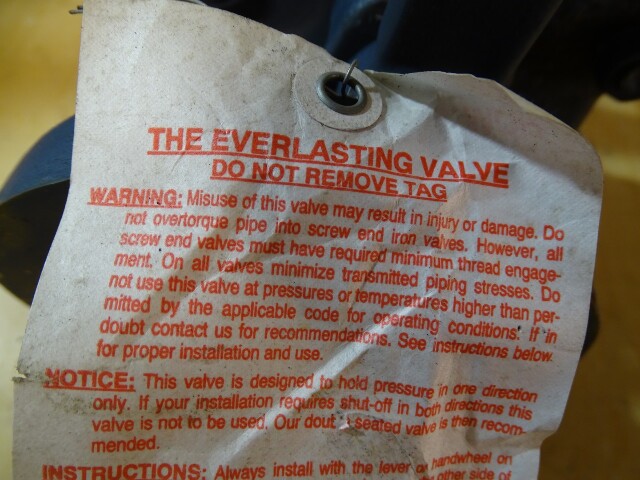 THE EVERLASTING VALVE
DO NOT REMOVE TAG
WARNING: Misuse of this valve may result in injury or damage. Do
not overtorque pipe into screw end iron valves. However, all
screw end valves must have required minimum thread engage-
ment. On all valves minimize transmitted piping stresses. Do
not use this valve at pressures or temperatures higher than per-
mitted by the applicable code for operating conditions. If in
doubt contact us for recommendations. See instructions below
for proper installation and use.
NOTICE: This valve is designed to hold pressure in one direction
only. If your installation requires shut-off in both directions this
valve is not to be used. Our seated valve is then recom-
mended.
INSTRUCTIONS: Always install with the lever or handwheel on
other side of